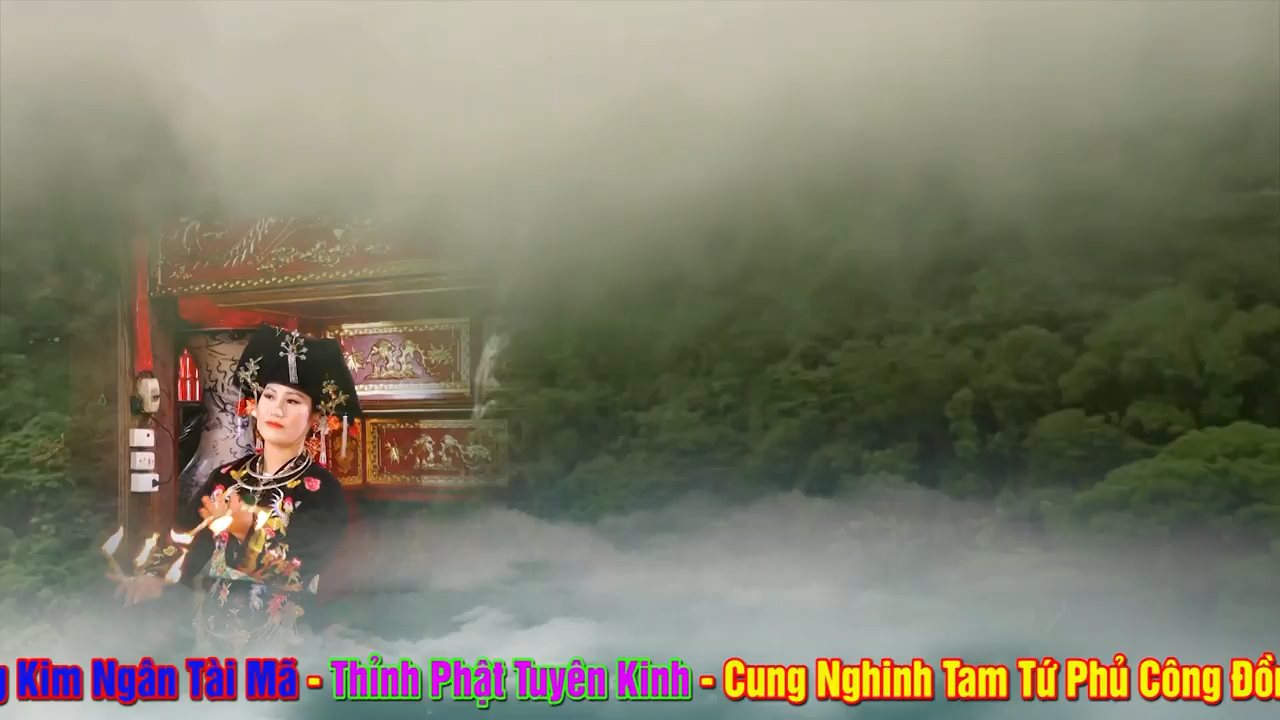 Kim Ngân Tài Mã - Thỉnh Phật Tuyên Kinh - Cung Nghinh Tam Tứ Phủ Công